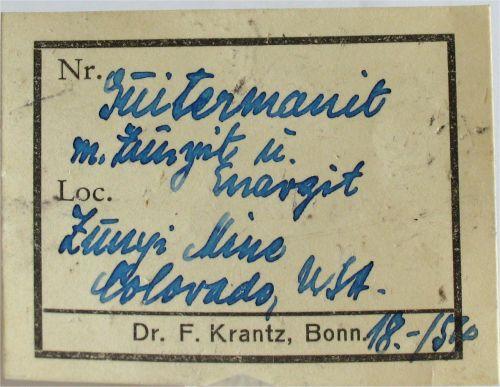 Nr. Guitermanit
m. Zunyit u.
Enargit
Loc.
Zunyi Mine
Colorado, USA.
Dr. F. Krantz, Bonn. 18.-/